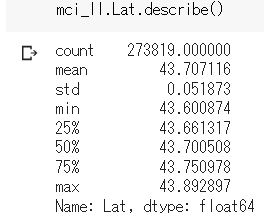 mci_ll.Lat.describe()
count    273819.000000
mean         43.707116
std           0.051873
min          43.600874
25%          43.661317
50%          43.700508
75%          43.750978
max          43.892897
Name: Lat, dtype: float64